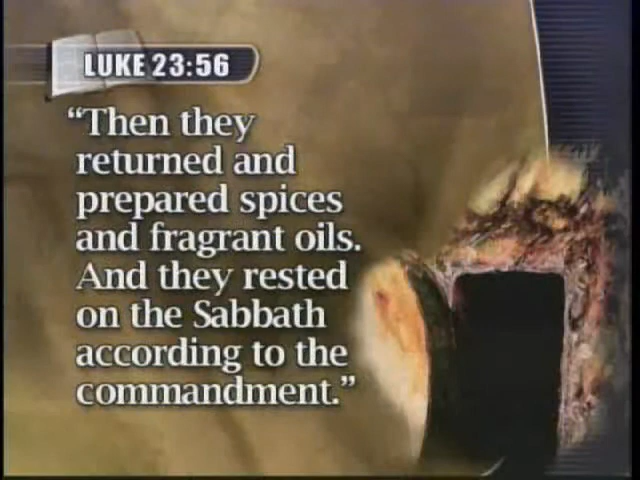 LUKE 23:56
“Then they
returned and
prepared spices
and fragrant oils.
And they rested
on the Sabbath
according to the
commandment.”